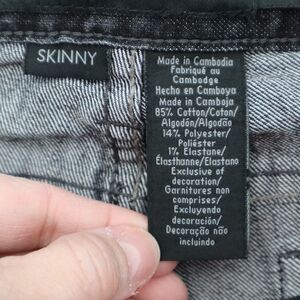 SKINNY
Made in Cambodia
Fabriqué au
Cambodge
Hecho en Camboya
Made in Camboja
85% Cotton/Coton/
Algodón/Algodão
14% Polyester/
Poliéster
1% Elastane/
Élasthanne/Elastano
Exclusive of
decoration/
Garnitures non
comprises/
Excluyendo
decoración/
Decoração não
incluindo